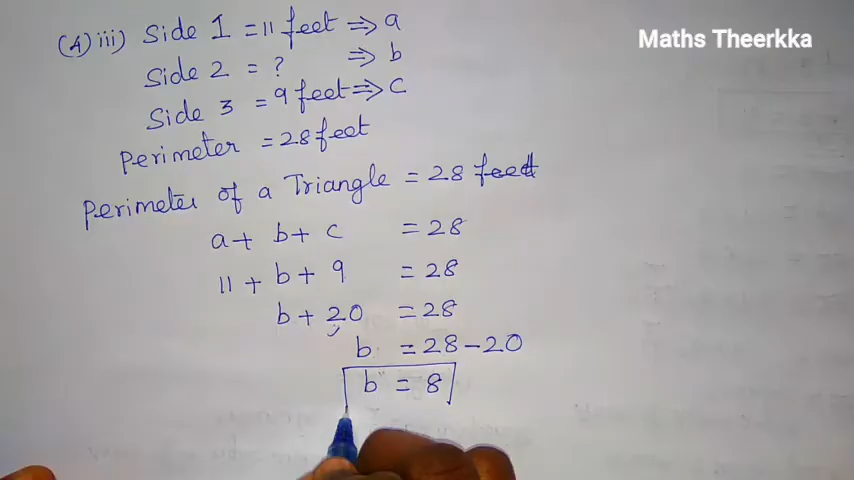 Maths Theerkka
(4) iii) Side 1 = 11 feet ⇒ a
Side 2 = ? ⇒ b
Side 3 = 9 feet ⇒ c
Perimeter = 28 feet
Perimeter of a Triangle = 28 feet
a + b + c = 28
11 + b + 9 = 28
b + 20 = 28
b = 28 - 20
b = 8